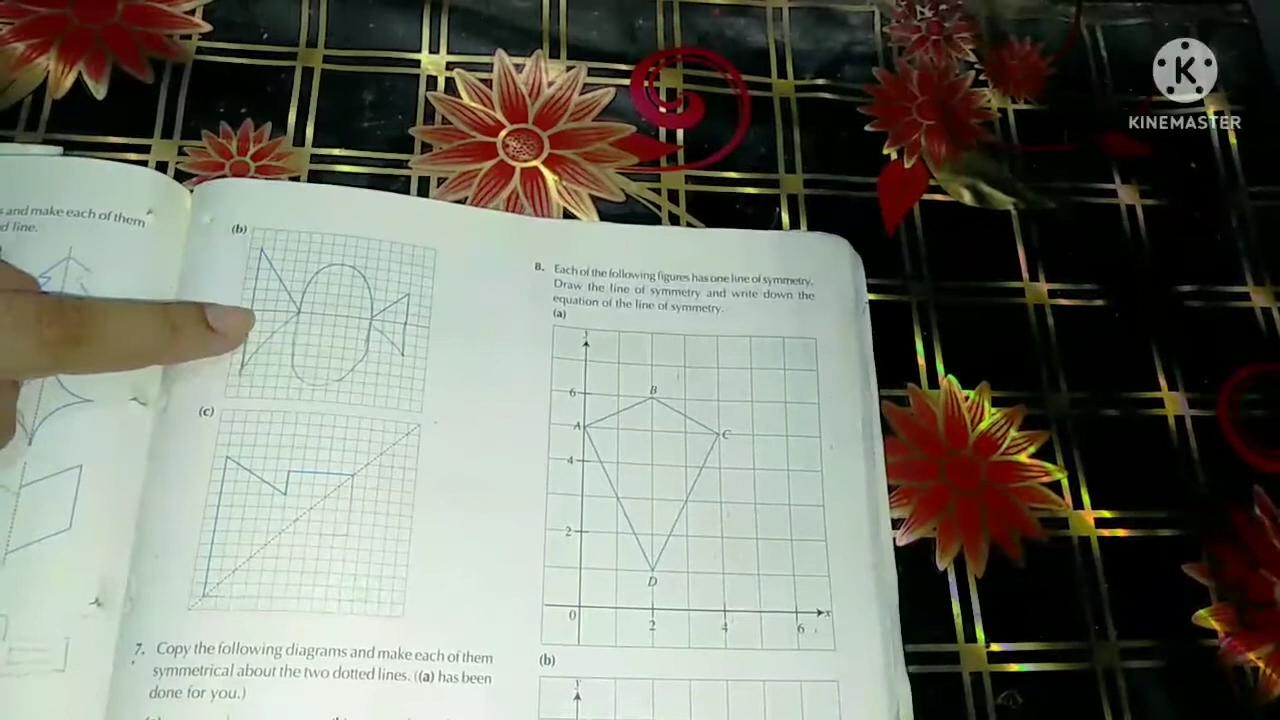 KINEMASTER
s and make each of them
d line.
(b)
(c)
7. Copy the following diagrams and make each of them
symmetrical about the two dotted lines. ((a) has been
done for you.)
8. Each of the following figures has one line of symmetry.
Draw the line of symmetry and write down the
equation of the line of symmetry.
(a)
y
6
B
A
C
4
2
D
0
2
4
6
x
(b)
y